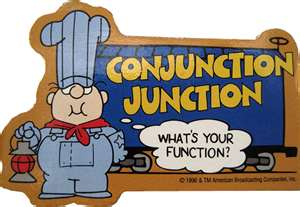 CONJUNCTION
JUNCTION
WHAT'S YOUR
FUNCTION?
© 1996 & TM American Broadcasting Companies, Inc.